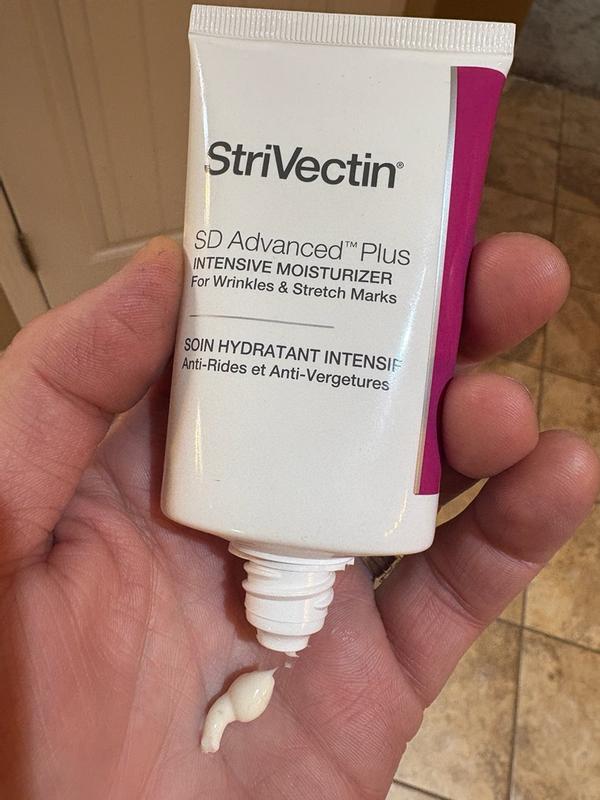 StriVectin®
SD Advanced™ Plus
INTENSIVE MOISTURIZER
For Wrinkles & Stretch Marks
SOIN HYDRATANT INTENSIF
Anti-Rides et Anti-Vergetures